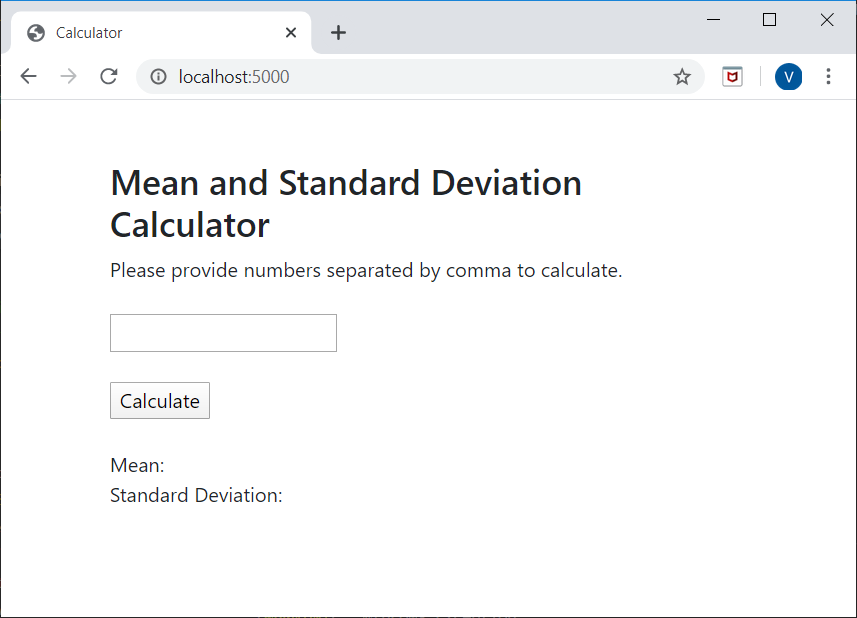 Calculator
localhost:5000
V
Mean and Standard Deviation
Calculator
Please provide numbers separated by comma to calculate.
Calculate
Mean:
Standard Deviation: